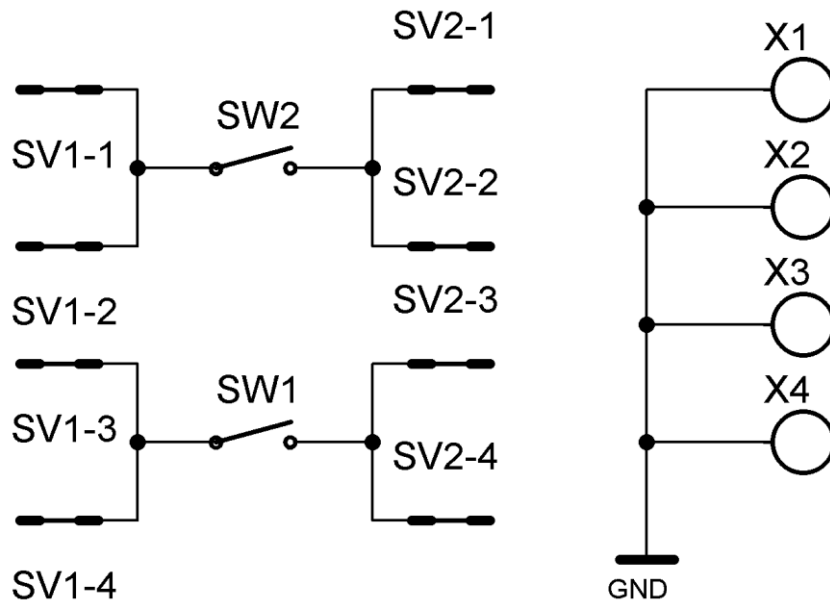 SV2-1
X1
SW2
SV1-1
X2
SV2-2
X3
SV1-2
SV2-3
SW1
X4
SV1-3
SV2-4
SV1-4
GND